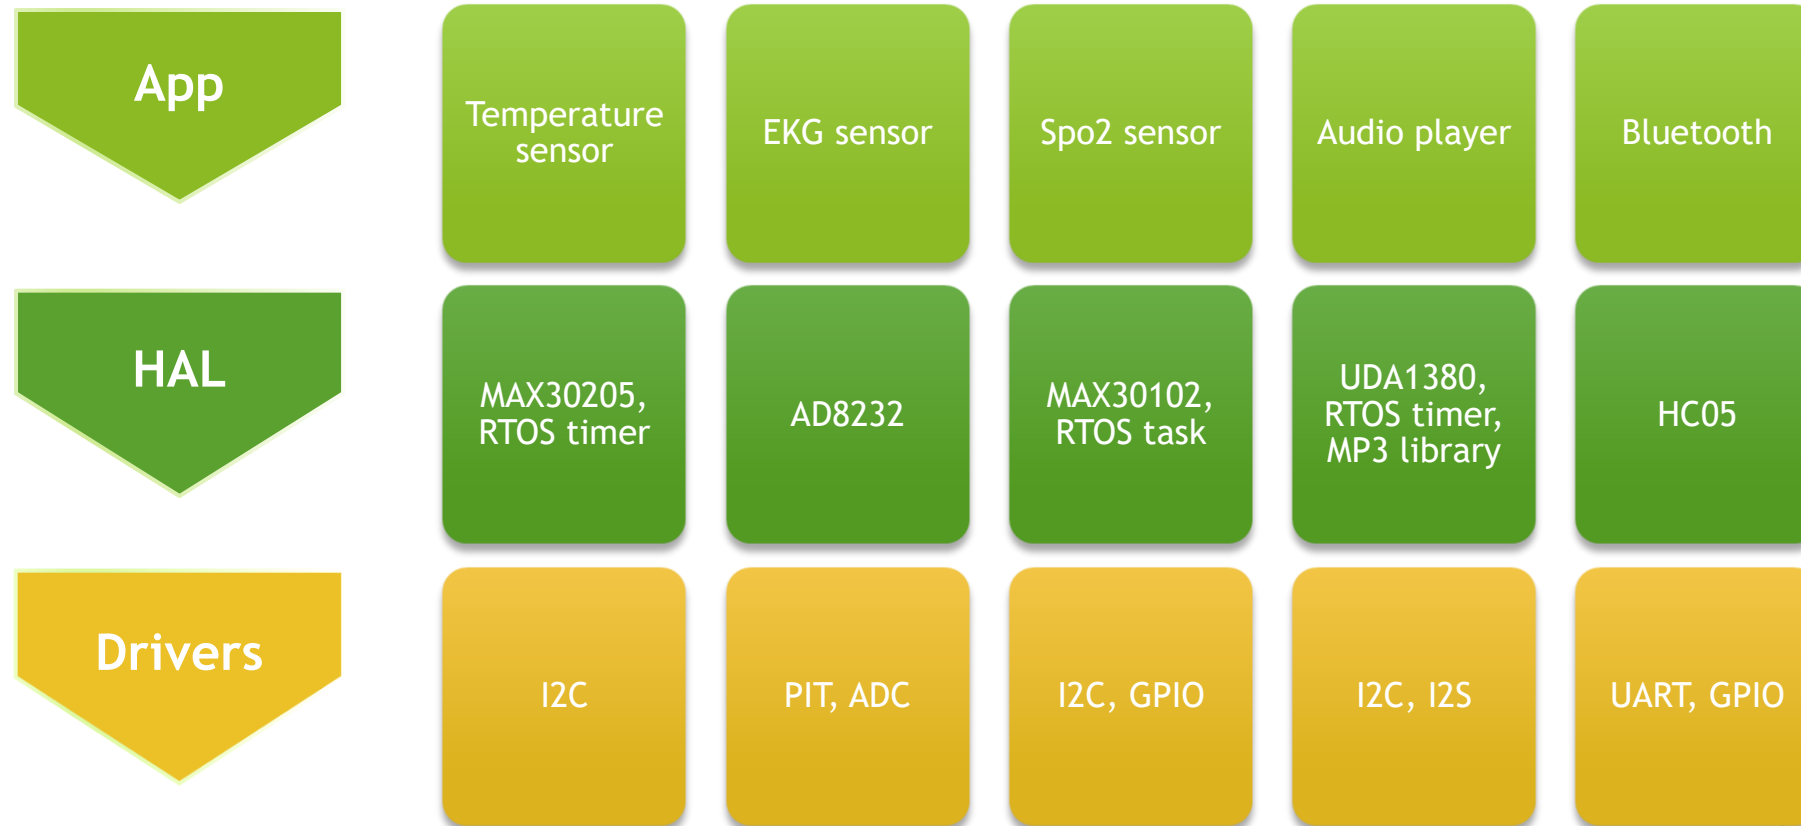 App
Temperature
sensor
EKG sensor
Spo2 sensor
Audio player
Bluetooth
HAL
MAX30205,
RTOS timer
AD8232
MAX30102,
RTOS task
UDA1380,
RTOS timer,
MP3 library
HC05
Drivers
I2C
PIT, ADC
I2C, GPIO
I2C, I2S
UART, GPIO